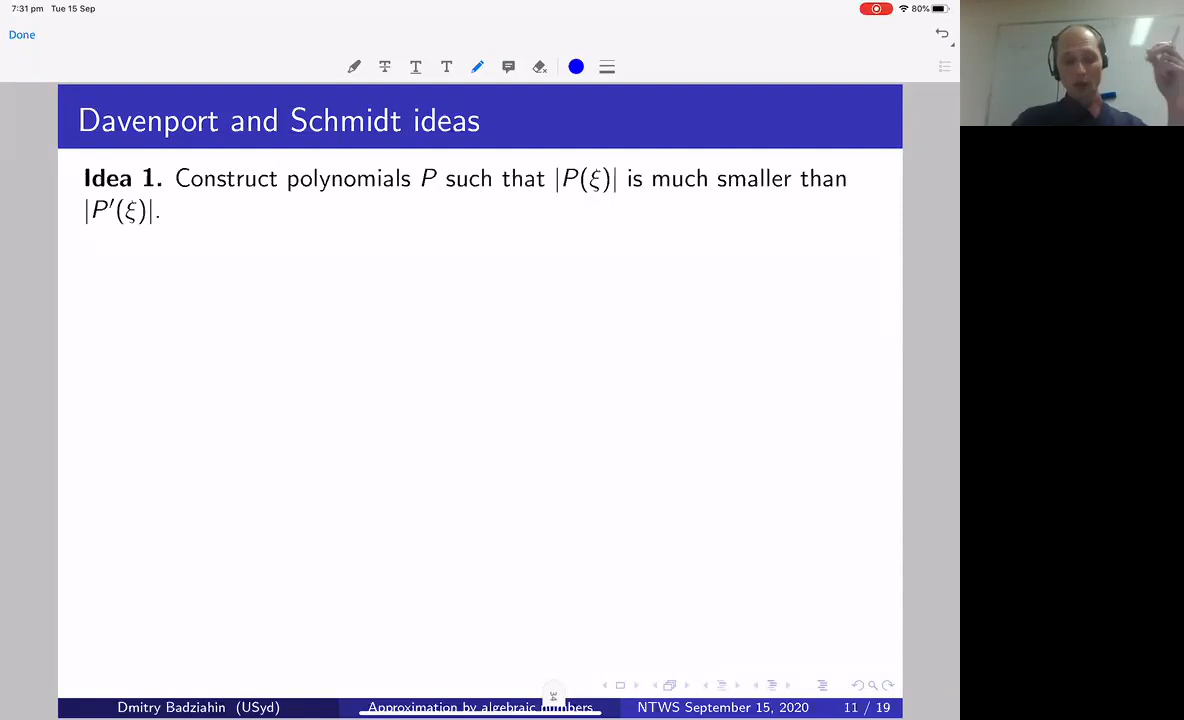 7:31 pm Tue 15 Sep
80%
Done
T T T
Davenport and Schmidt ideas
Idea 1. Construct polynomials P such that |P(ξ)| is much smaller than
|P′(ξ)|.
34
Dmitry Badziahin (USyd) Approximation by algebraic numbers NTWS September 15, 2020 11 / 19